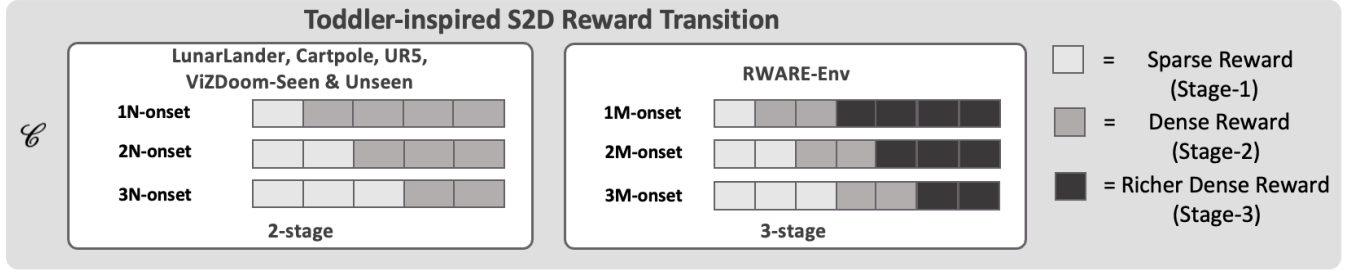 Toddler-inspired S2D Reward Transition
𝒞
LunarLander, Cartpole, UR5,
ViZDoom-Seen & Unseen
1N-onset
2N-onset
3N-onset
2-stage
RWARE-Env
1M-onset
2M-onset
3M-onset
3-stage
= Sparse Reward
(Stage-1)
= Dense Reward
(Stage-2)
= Richer Dense Reward
(Stage-3)